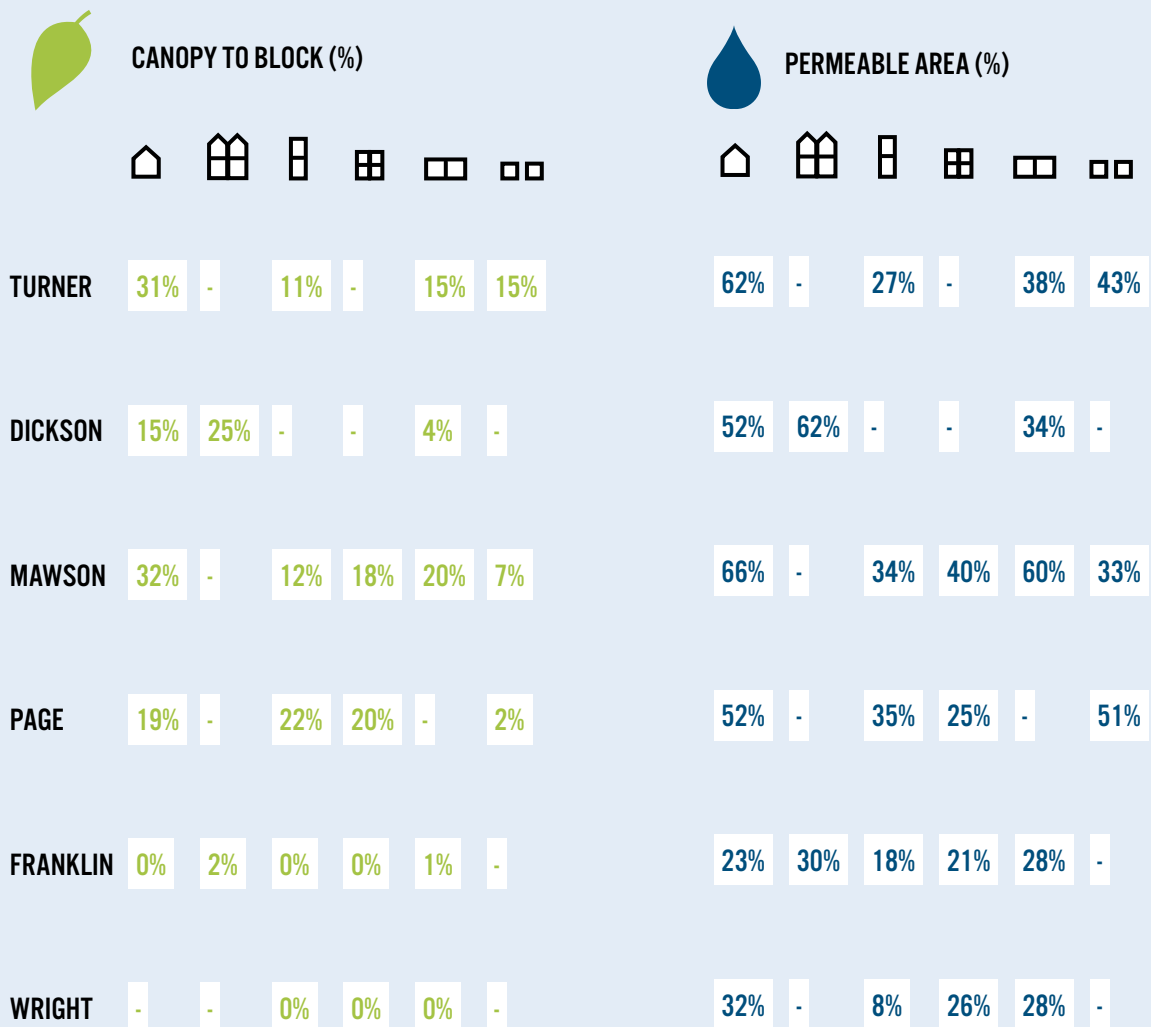 CANOPY TO BLOCK (%) PERMEABLE AREA (%)
TURNER 31% - 11% - 15% 15% 62% - 27% - 38% 43%
DICKSON 15% 25% - - 4% - 52% 62% - - 34% -
MAWSON 32% - 12% 18% 20% 7% 66% - 34% 40% 60% 33%
PAGE 19% - 22% 20% - 2% 52% - 35% 25% - 51%
FRANKLIN 0% 2% 0% 0% 1% - 23% 30% 18% 21% 28% -
WRIGHT - - 0% 0% 0% - 32% - 8% 26% 28% -